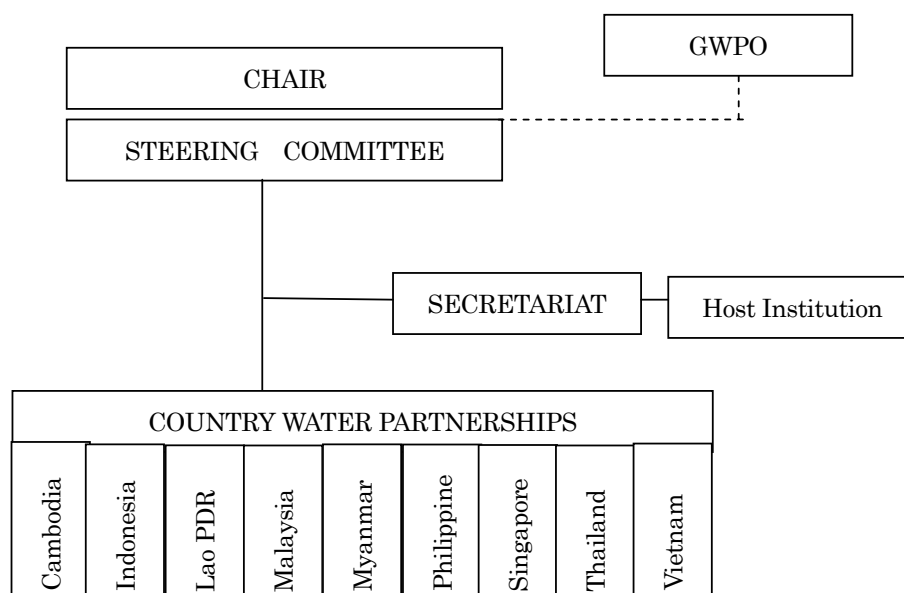 GWPO
CHAIR
STEERING COMMITTEE
SECRETARIAT
Host Institution
COUNTRY WATER PARTNERSHIPS
Cambodia
Indonesia
Lao PDR
Malaysia
Myanmar
Philippine
Singapore
Thailand
Vietnam